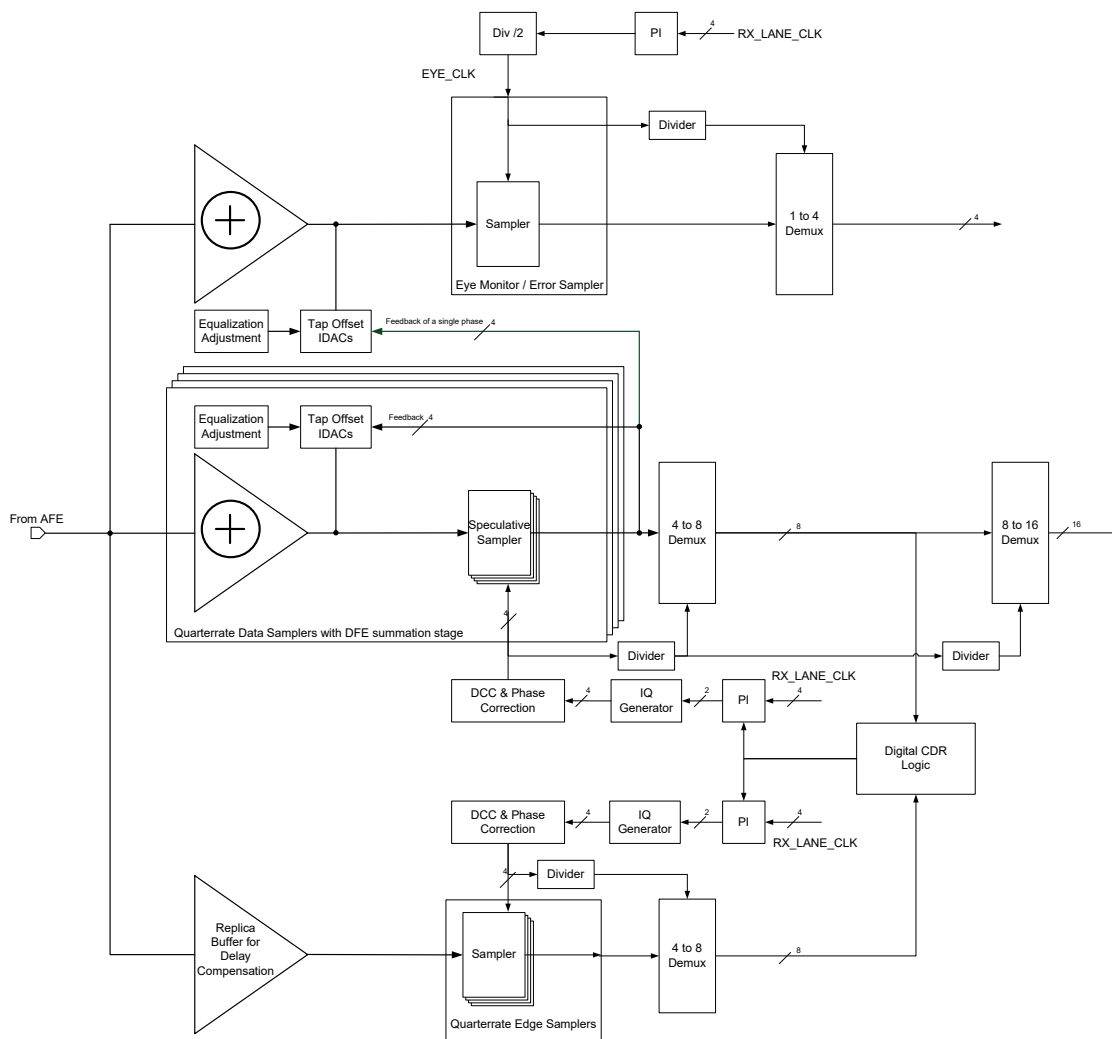 Div /2
PI
4
RX_LANE_CLK
EYE_CLK
Divider
Sampler
1 to 4
Demux
4
Eye Monitor / Error Sampler
Equalization
Adjustment
Tap Offset
IDACs
Feedback of a single phase
4
Equalization
Adjustment
Tap Offset
IDACs
Feedback
4
From AFE
Speculative
Sampler
4 to 8
Demux
8
8 to 16
Demux
16
4
Quarterrate Data Samplers with DFE summation stage
Divider
Divider
DCC & Phase
Correction
4
IQ
Generator
2
PI
4
RX_LANE_CLK
Digital CDR
Logic
DCC & Phase
Correction
4
IQ
Generator
2
PI
4
RX_LANE_CLK
4
Divider
Replica
Buffer for
Delay
Compensation
Sampler
4 to 8
Demux
8
Quarterrate Edge Samplers